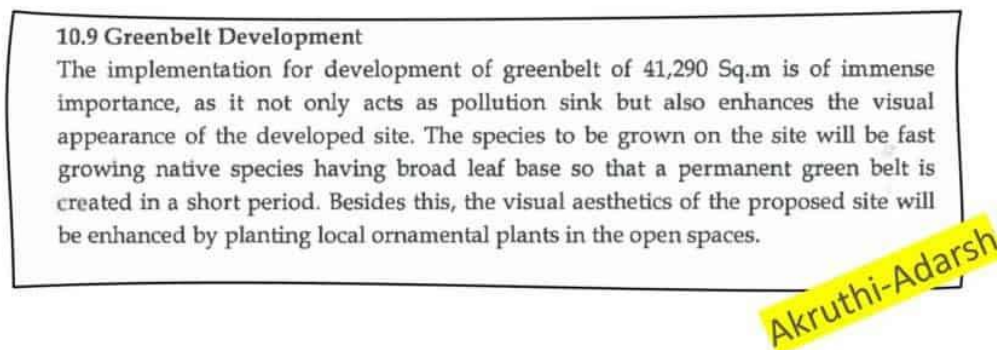 10.9 Greenbelt Development
The implementation for development of greenbelt of 41,290 Sq.m is of immense
importance, as it not only acts as pollution sink but also enhances the visual
appearance of the developed site. The species to be grown on the site will be fast
growing native species having broad leaf base so that a permanent green belt is
created in a short period. Besides this, the visual aesthetics of the proposed site will
be enhanced by planting local ornamental plants in the open spaces.
Akruthi-Adarsh